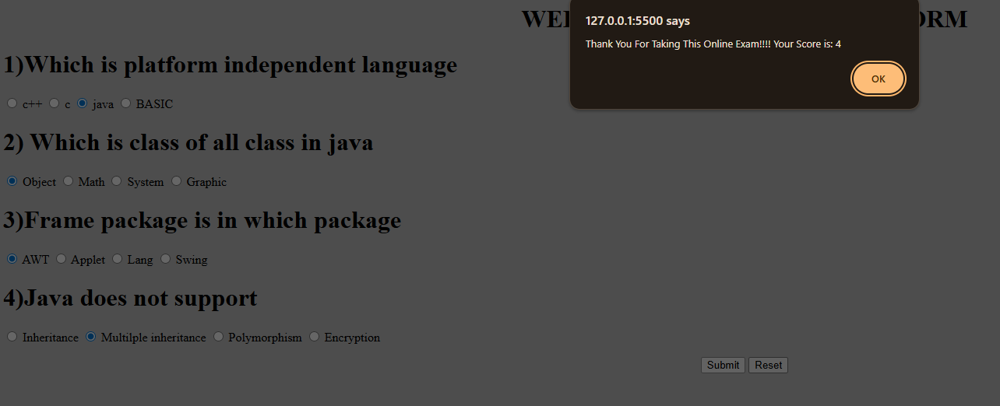 127.0.0.1:5500 says
Thank You For Taking This Online Exam!!!! Your Score is: 4
OK
1)Which is platform independent language
c++ c java BASIC
2) Which is class of all class in java
Object Math System Graphic
3)Frame package is in which package
AWT Applet Lang Swing
4)Java does not support
Inheritance Multilple inheritance Polymorphism Encryption
Submit Reset